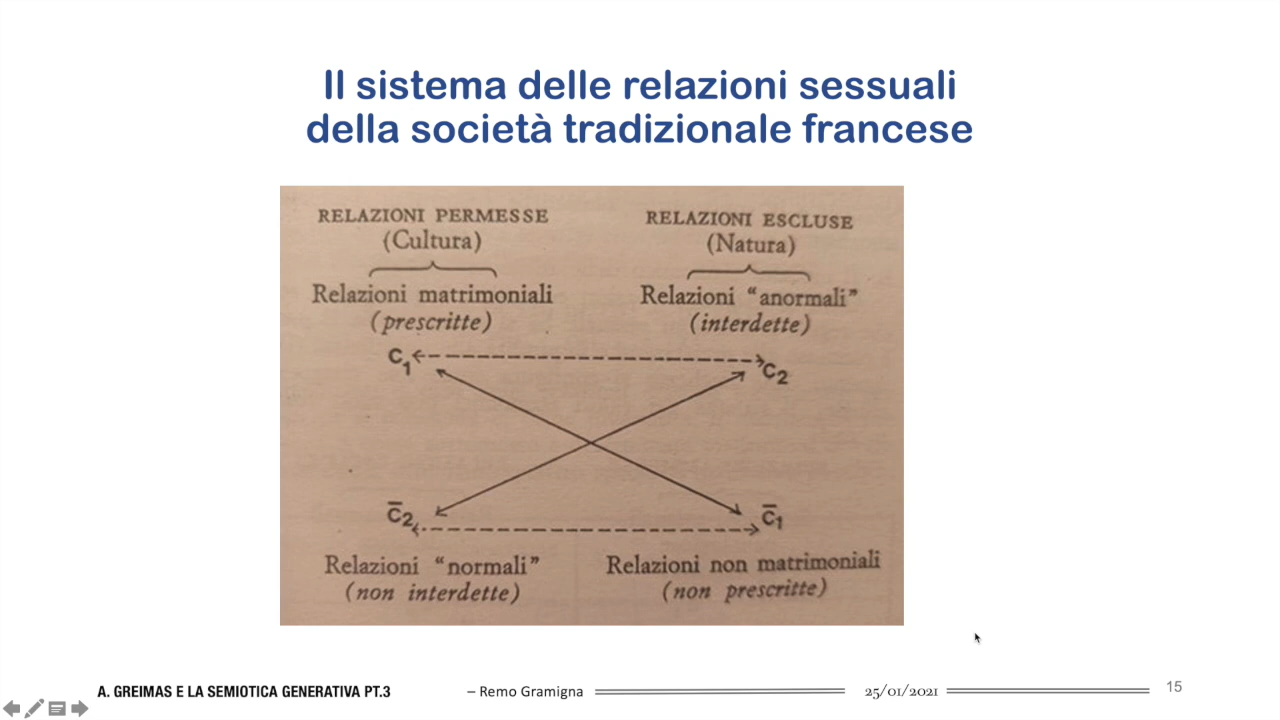 Il sistema delle relazioni sessuali
della società tradizionale francese
RELAZIONI PERMESSE
(Cultura)
Relazioni matrimoniali
(prescritte)
RELAZIONI ESCLUSE
(Natura)
Relazioni “anormali”
(interdette)
C₁
C₂
C̅₂
C̅₁
Relazioni “normali”
(non interdette)
Relazioni non matrimoniali
(non prescritte)
A. GREIMAS E LA SEMIOTICA GENERATIVA PT.3
– Remo Gramigna
25/01/2021
15